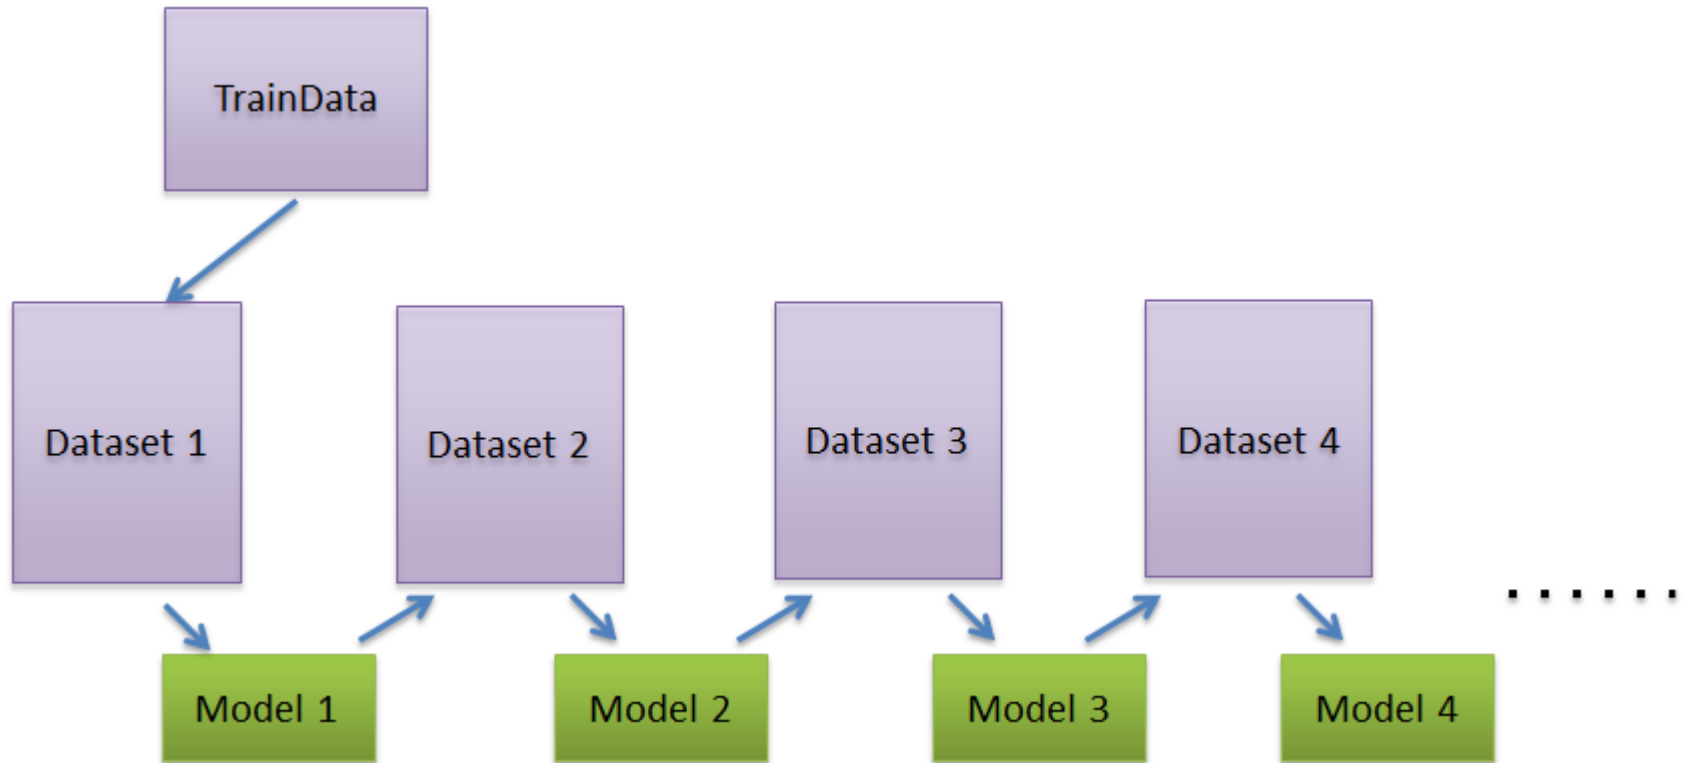 TrainData
Dataset 1
Dataset 2
Dataset 3
Dataset 4
......
Model 1
Model 2
Model 3
Model 4